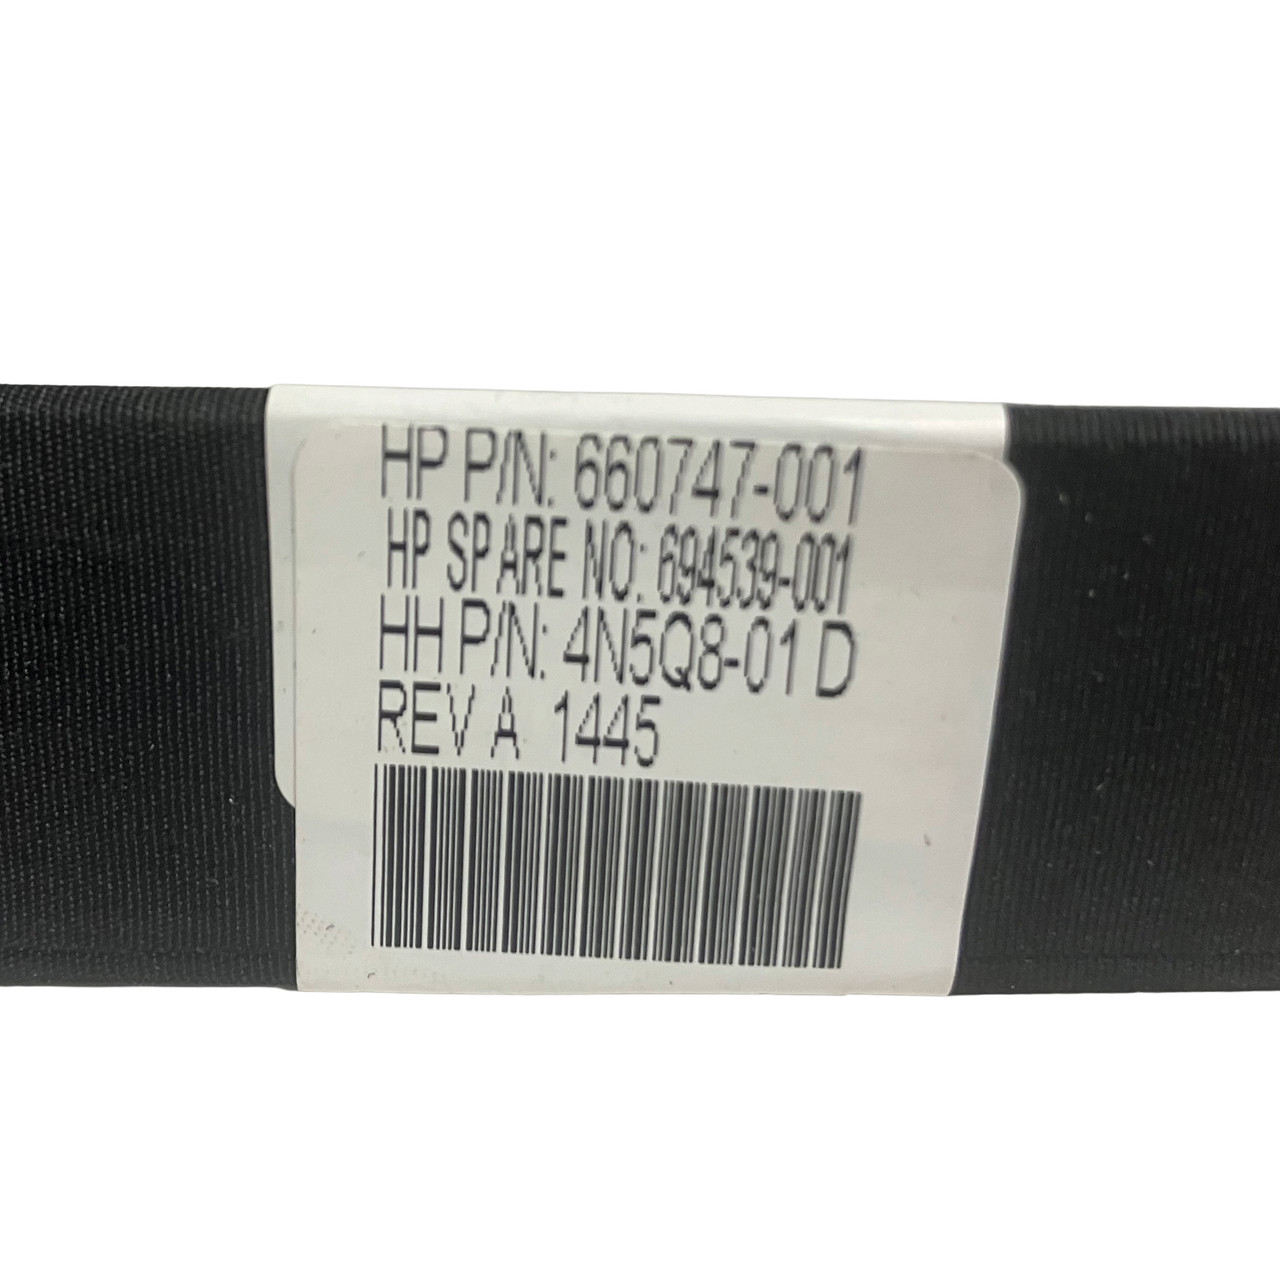 HP P/N: 660747-001
HP SPARE NO: 694539-001
HH P/N: 4N5Q8-01 D
REV A 1445